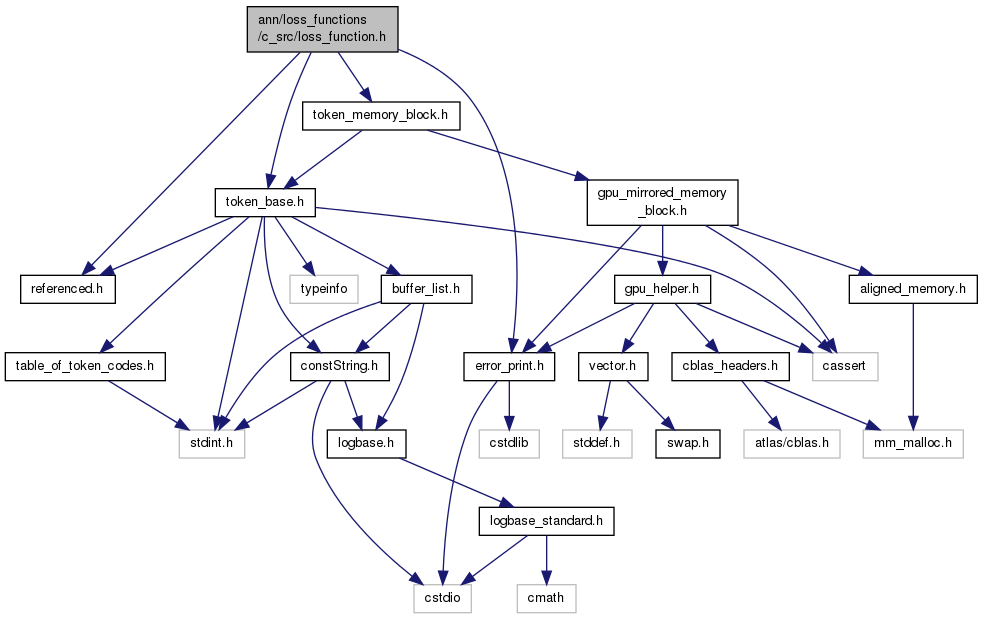 ann/loss_functions
/c_src/loss_function.h
token_memory_block.h
token_base.h
gpu_mirrored_memory
_block.h
referenced.h
typeinfo
buffer_list.h
gpu_helper.h
aligned_memory.h
table_of_token_codes.h
constString.h
error_print.h
vector.h
cblas_headers.h
cassert
stdint.h
logbase.h
cstdlib
stddef.h
swap.h
atlas/cblas.h
mm_malloc.h
logbase_standard.h
cstdio
cmath